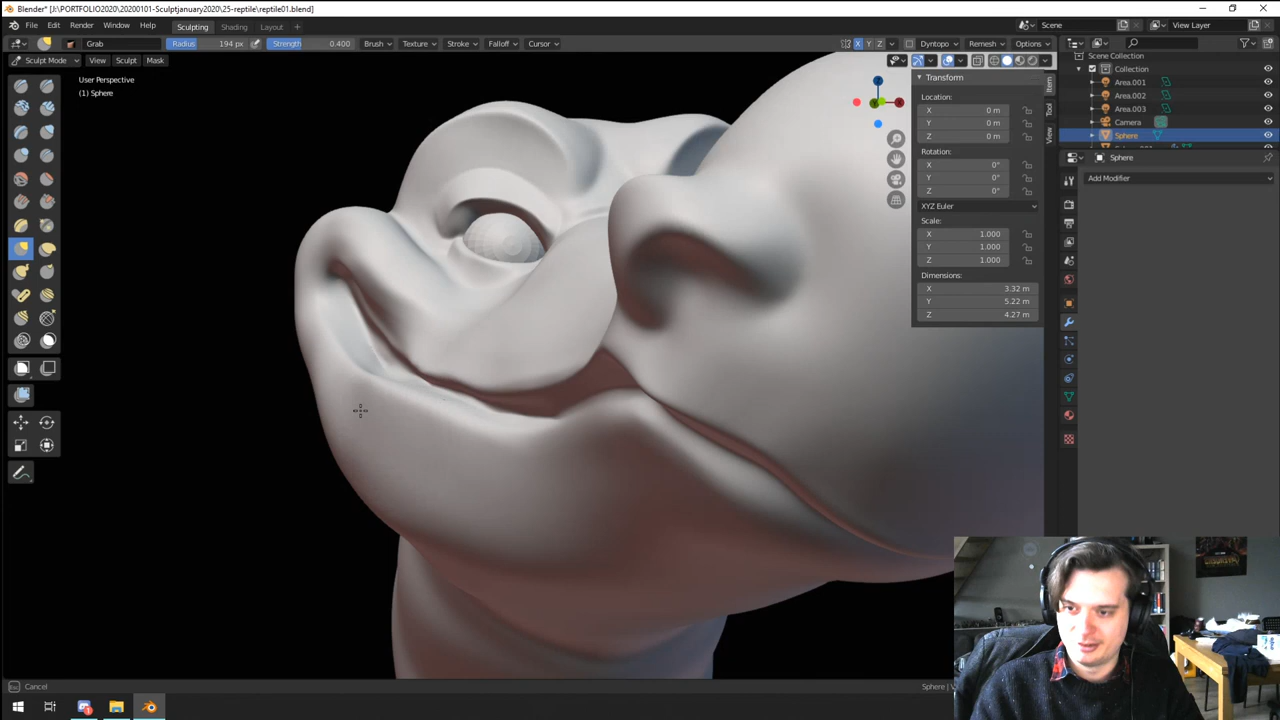 Blender* [J:\PORTFOLIO2020\20200101-Sculptjanuary2020\25-reptile\reptile01.blend]
File Edit Render Window Help Sculpting Shading Layout Scene View Layer
Grab Radius 194 px Strength 0.400 Brush Texture Stroke Falloff Cursor X Y Z Dyntopo Remesh Options
Sculpt Mode View Sculpt Mask
User Perspective
(1) Sphere
Transform
Location:
X 0 m
Y 0 m
Z 0 m
Rotation:
X 0°
Y 0°
Z 0°
XYZ Euler
Scale:
X 1.000
Y 1.000
Z 1.000
Dimensions:
X 3.32 m
Y 5.22 m
Z 4.27 m
Item
Tool
View
Scene Collection
Collection
Area.001
Area.002
Area.003
Camera
Sphere
Sphere
Add Modifier
Cancel
Sphere